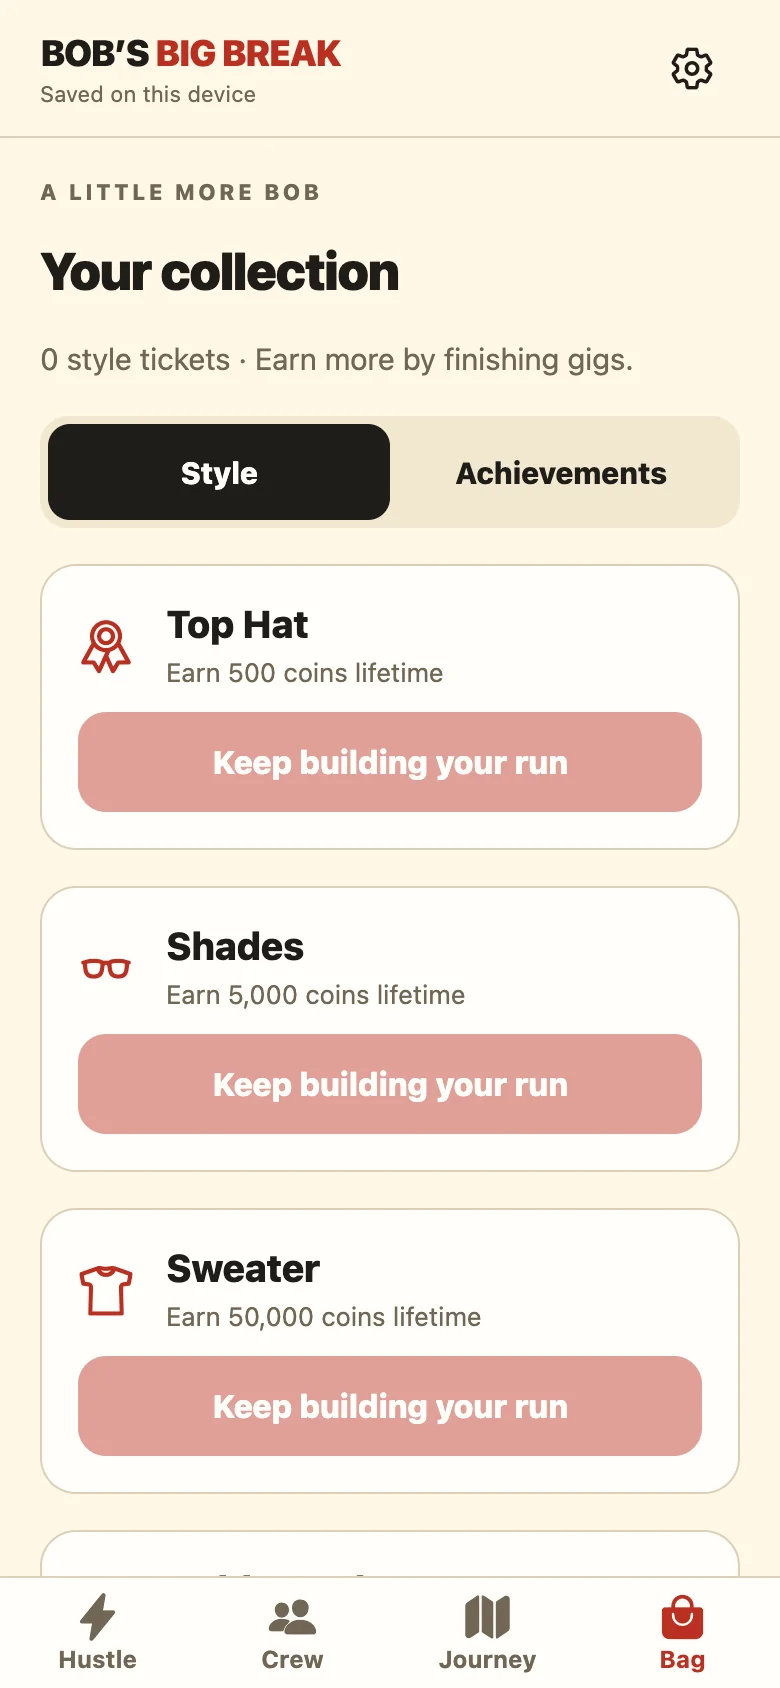 BOB’S BIG BREAK
Saved on this device
A LITTLE MORE BOB
Your collection
0 style tickets · Earn more by finishing gigs.
Style
Achievements
Top Hat
Earn 500 coins lifetime
Keep building your run
Shades
Earn 5,000 coins lifetime
Keep building your run
Sweater
Earn 50,000 coins lifetime
Keep building your run
Hustle
Crew
Journey
Bag